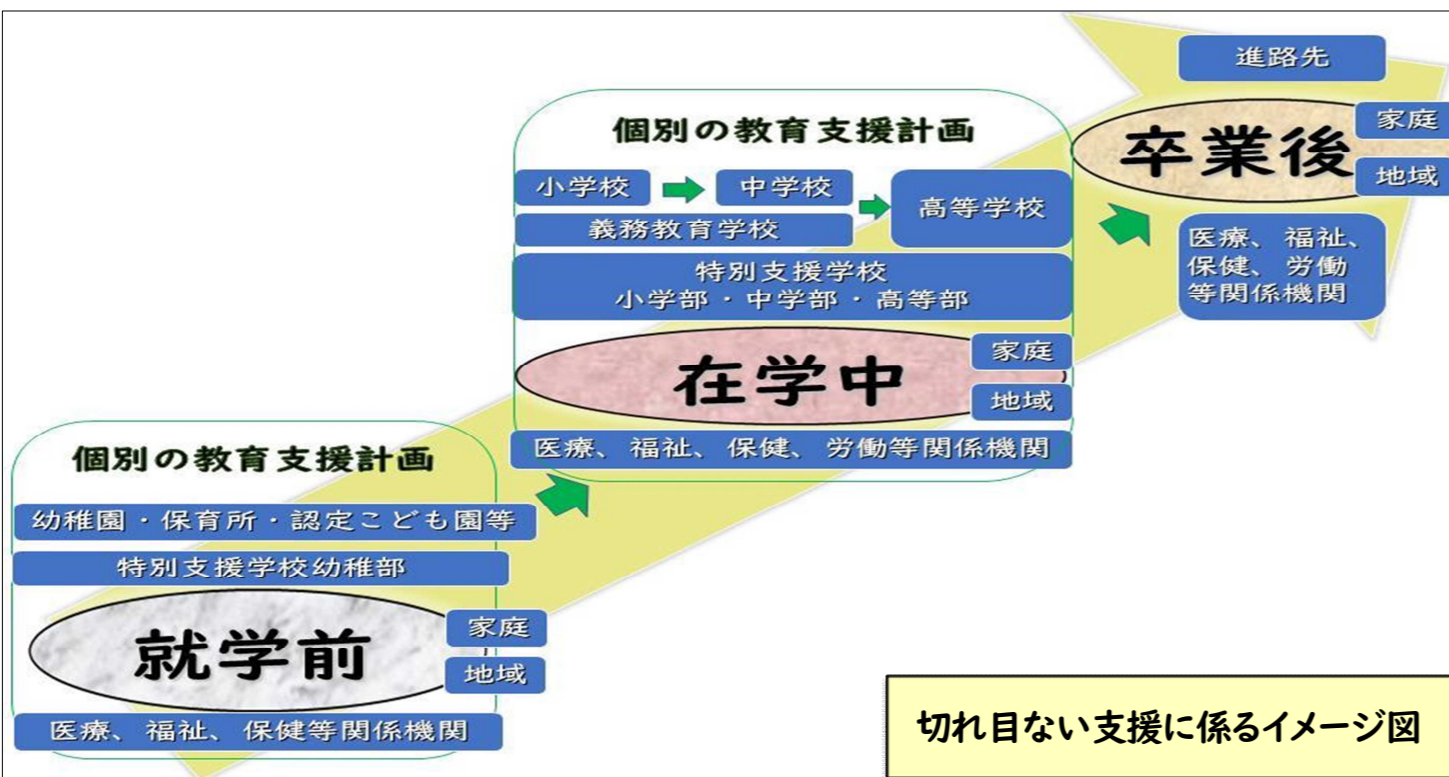 進路先
卒業後
家庭
地域
医療、福祉、
保健、労働
等関係機関
個別の教育支援計画
小学校
中学校
高等学校
義務教育学校
特別支援学校
小学部・中学部・高等部
在学中
家庭
地域
医療、福祉、保健、労働等関係機関
個別の教育支援計画
幼稚園・保育所・認定こども園等
特別支援学校幼稚部
就学前
家庭
地域
医療、福祉、保健等関係機関
切れ目ない支援に係るイメージ図